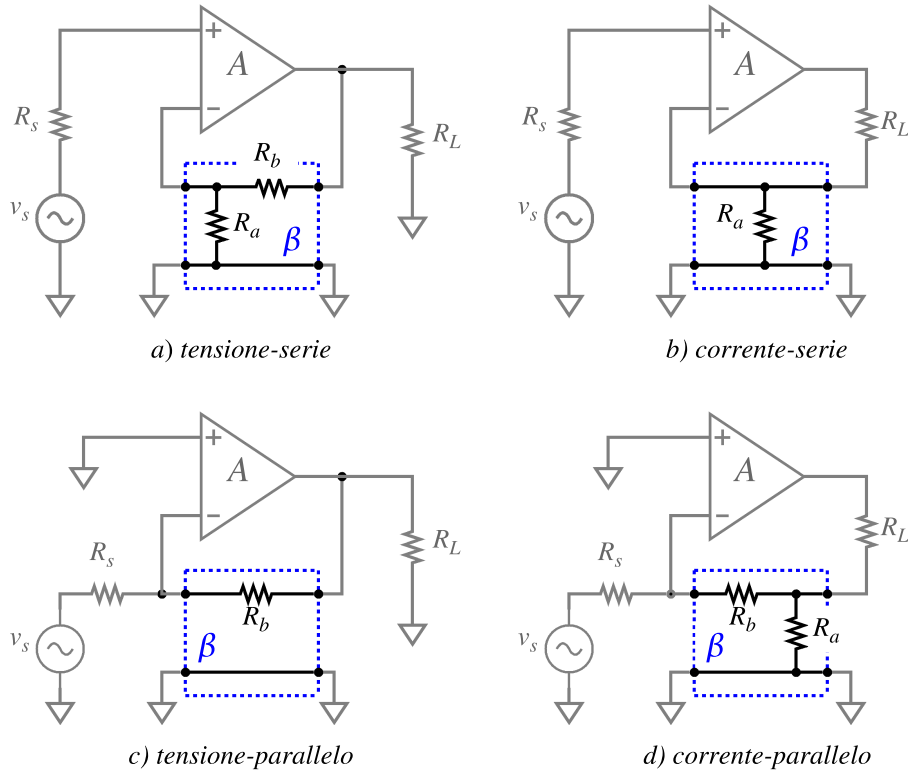 +
A
−
R_s
R_L
R_b
v_s
R_a
β
a) tensione-serie
+
A
−
R_s
R_L
v_s
R_a
β
b) corrente-serie
+
A
−
R_s
R_L
R_b
v_s
β
c) tensione-parallelo
+
A
−
R_s
R_L
R_b
R_a
v_s
β
d) corrente-parallelo